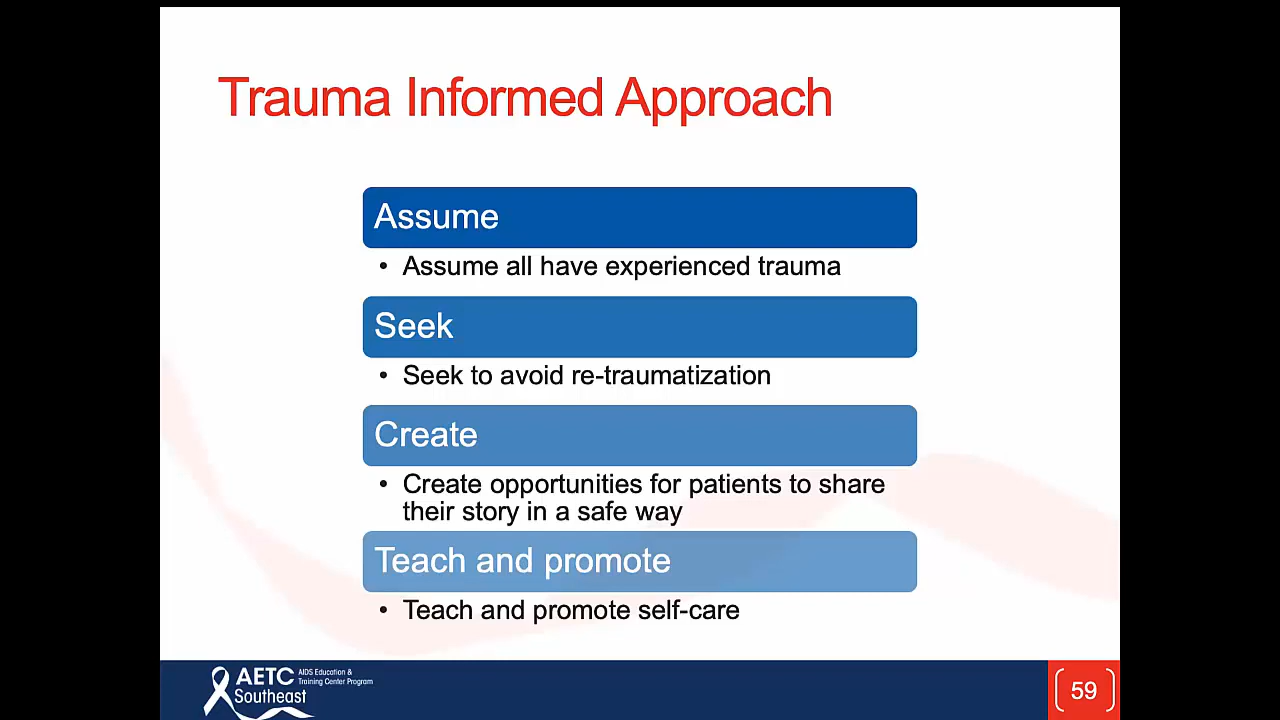 Trauma Informed Approach
Assume
• Assume all have experienced trauma
Seek
• Seek to avoid re-traumatization
Create
• Create opportunities for patients to share
their story in a safe way
Teach and promote
• Teach and promote self-care
AETC AIDS Education &
Training Center Program
Southeast
59